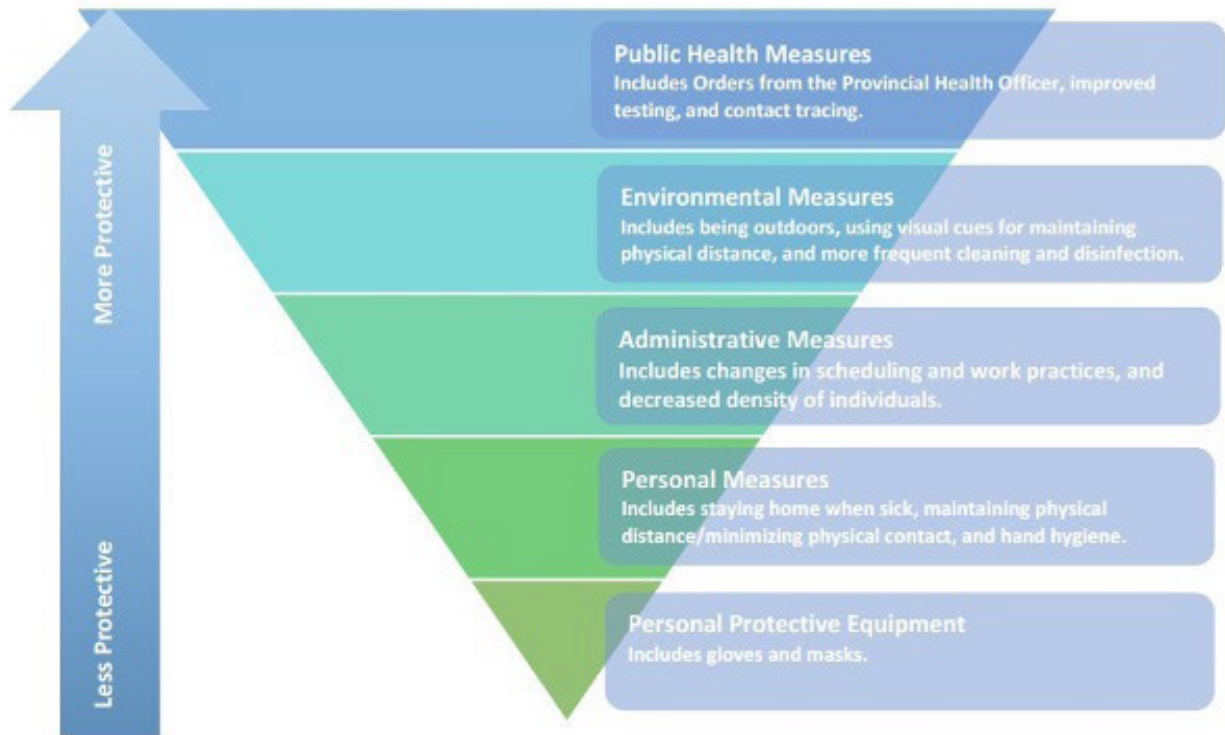 Public Health Measures
Includes Orders from the Provincial Health Officer, improved
testing, and contact tracing.
Environmental Measures
Includes being outdoors, using visual cues for maintaining
physical distance, and more frequent cleaning and disinfection.
More Protective
Administrative Measures
Includes changes in scheduling and work practices, and
decreased density of individuals.
Personal Measures
Includes staying home when sick, maintaining physical
distance/minimizing physical contact, and hand hygiene.
Less Protective
Personal Protective Equipment
Includes gloves and masks.